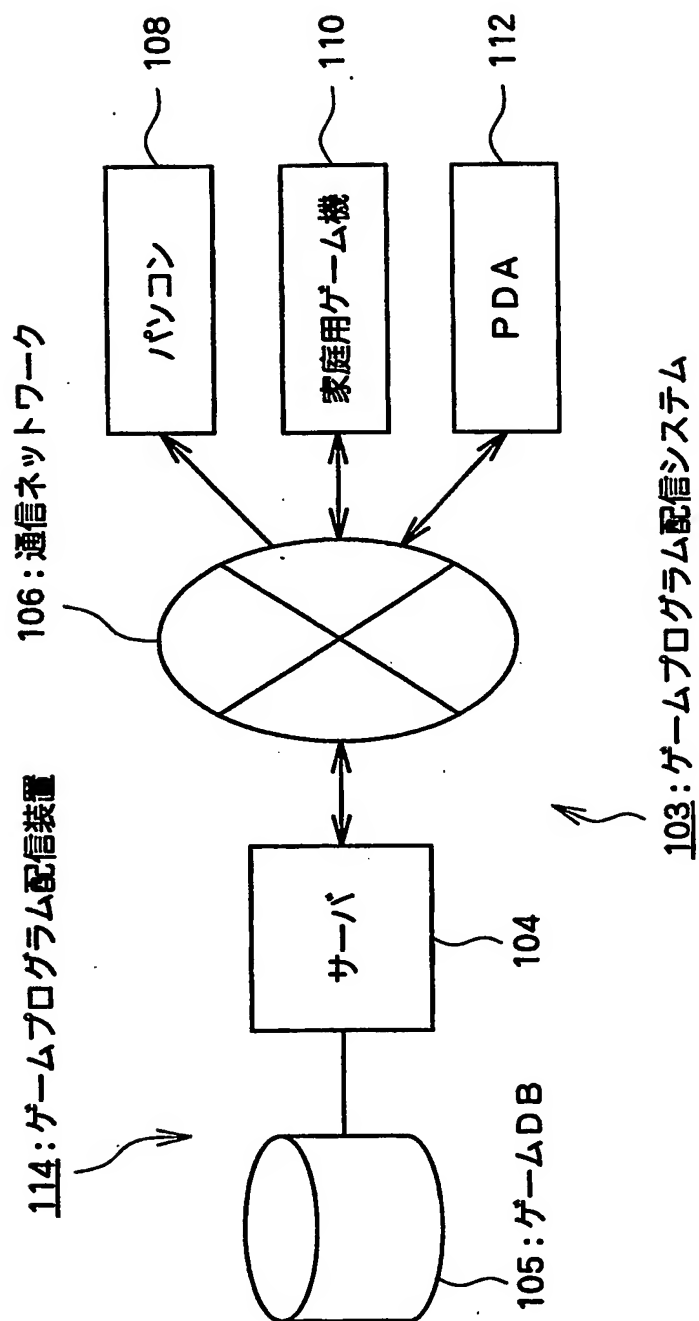 114：ゲームプログラム配信装置
106：通信ネットワーク
108
パソコン
110
家庭用ゲーム機
112
PDA
サーバ
104
105：ゲームDB
103：ゲームプログラム配信システム